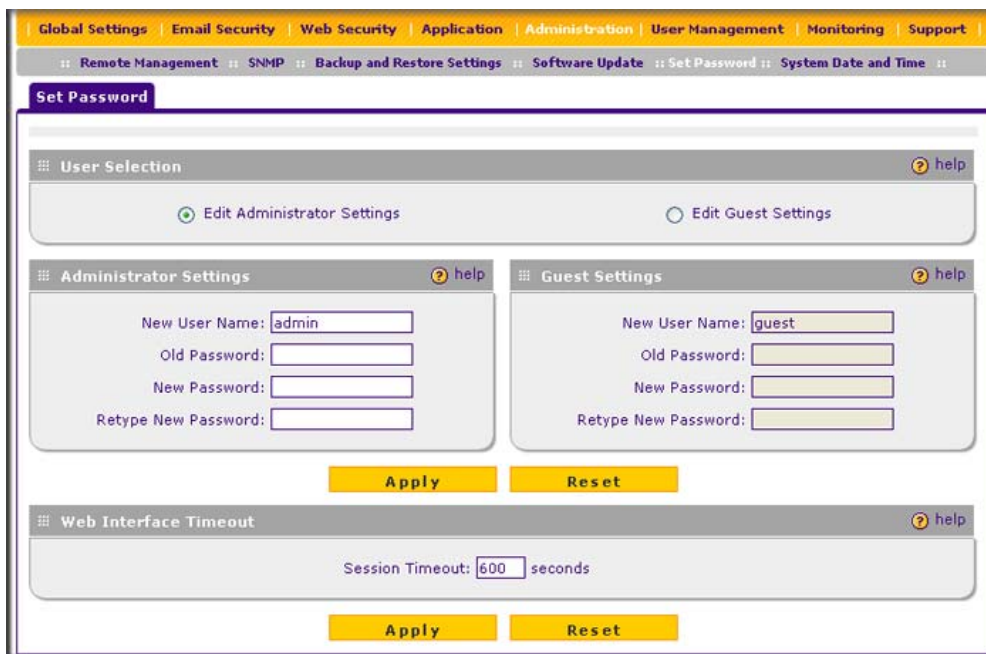 Global Settings | Email Security | Web Security | Application | Administration | User Management | Monitoring | Support
:: Remote Management :: SNMP :: Backup and Restore Settings :: Software Update :: Set Password :: System Date and Time ::
Set Password
User Selection ? help
Edit Administrator Settings Edit Guest Settings
Administrator Settings ? help
New User Name: admin
Old Password:
New Password:
Retype New Password:
Guest Settings ? help
New User Name: guest
Old Password:
New Password:
Retype New Password:
Apply Reset
Web Interface Timeout ? help
Session Timeout: 600 seconds
Apply Reset